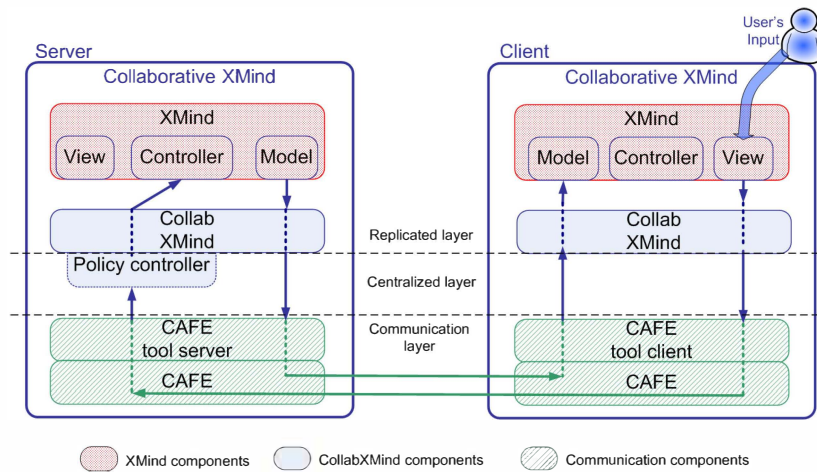 User's
Input
Server
Client
Collaborative XMind
Collaborative XMind
XMind
XMind
View
Controller
Model
Model
Controller
View
Collab
XMind
Collab
XMind
Replicated layer
Policy controller
Centralized layer
CAFE
tool server
Communication
layer
CAFE
tool client
CAFE
CAFE
XMind components
CollabXMind components
Communication components